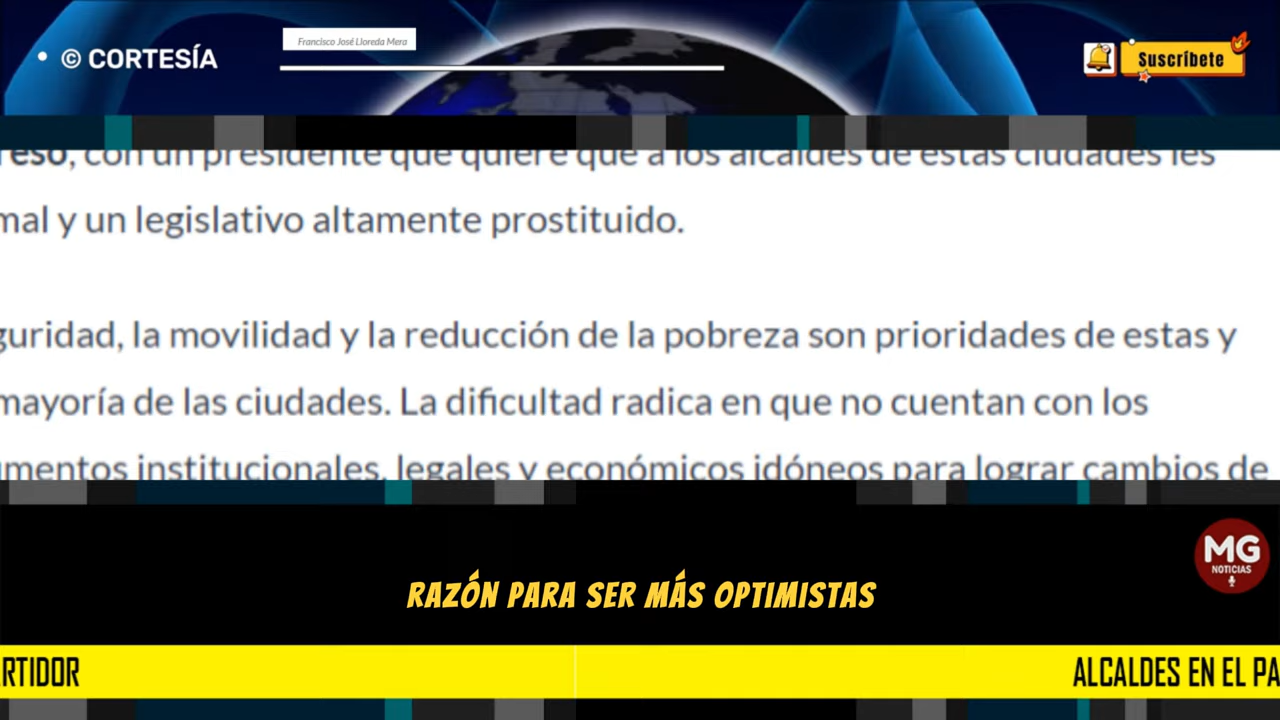 • © CORTESÍA
Francisco José Lloreda Mera
Suscríbete
eso, con un presidente que quiere que a los alcaldes de estas ciudades les
mal y un legislativo altamente prostituido.
guridad, la movilidad y la reducción de la pobreza son prioridades de estas y
mayoría de las ciudades. La dificultad radica en que no cuentan con los
mentos institucionales, legales y económicos idóneos para lograr cambios de
MG
NOTICIAS
RAZÓN PARA SER MÁS OPTIMISTAS
RTIDOR
ALCALDES EN EL PA